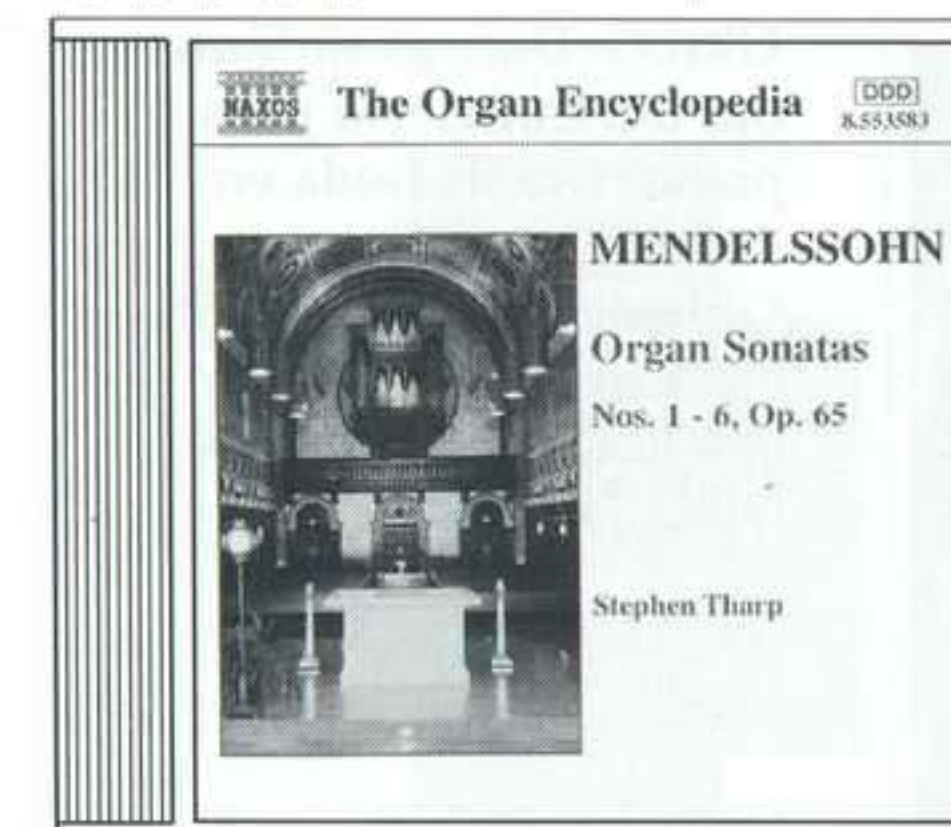 NAXOS
The Organ Encyclopedia
DDD
8.553583
MENDELSSOHN
Organ Sonatas
Nos. 1 - 6, Op. 65
Stephen Tharp